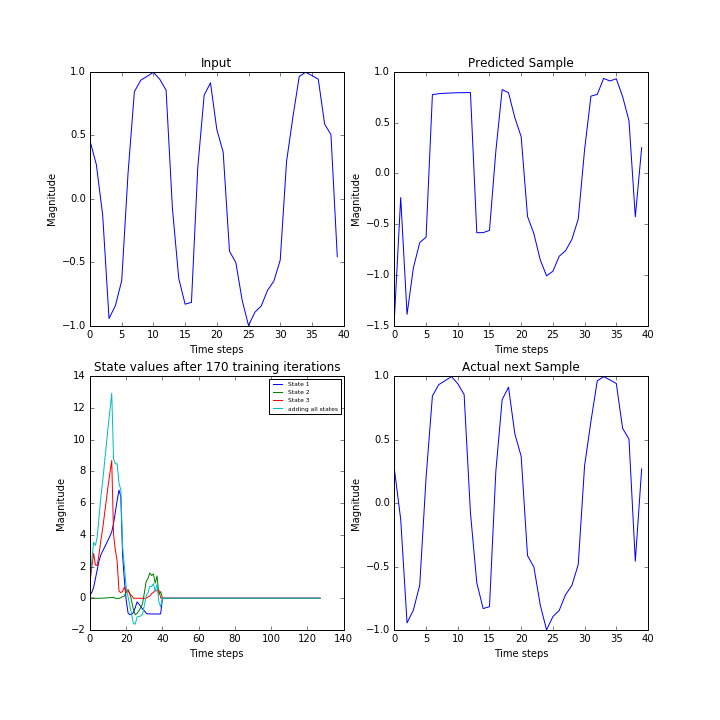 Input
1.0
0.5
0.0
−0.5
−1.0
Magnitude
0 5 10 15 20 25 30 35 40
Time steps
Predicted Sample
1.0
0.5
0.0
−0.5
−1.0
−1.5
Magnitude
0 5 10 15 20 25 30 35 40
Time steps
State values after 170 training iterations
14
12
10
8
6
4
2
0
−2
Magnitude
State 1
State 2
State 3
adding all states
0 20 40 60 80 100 120 140
Time steps
Actual next Sample
1.0
0.5
0.0
−0.5
−1.0
Magnitude
0 5 10 15 20 25 30 35 40
Time steps